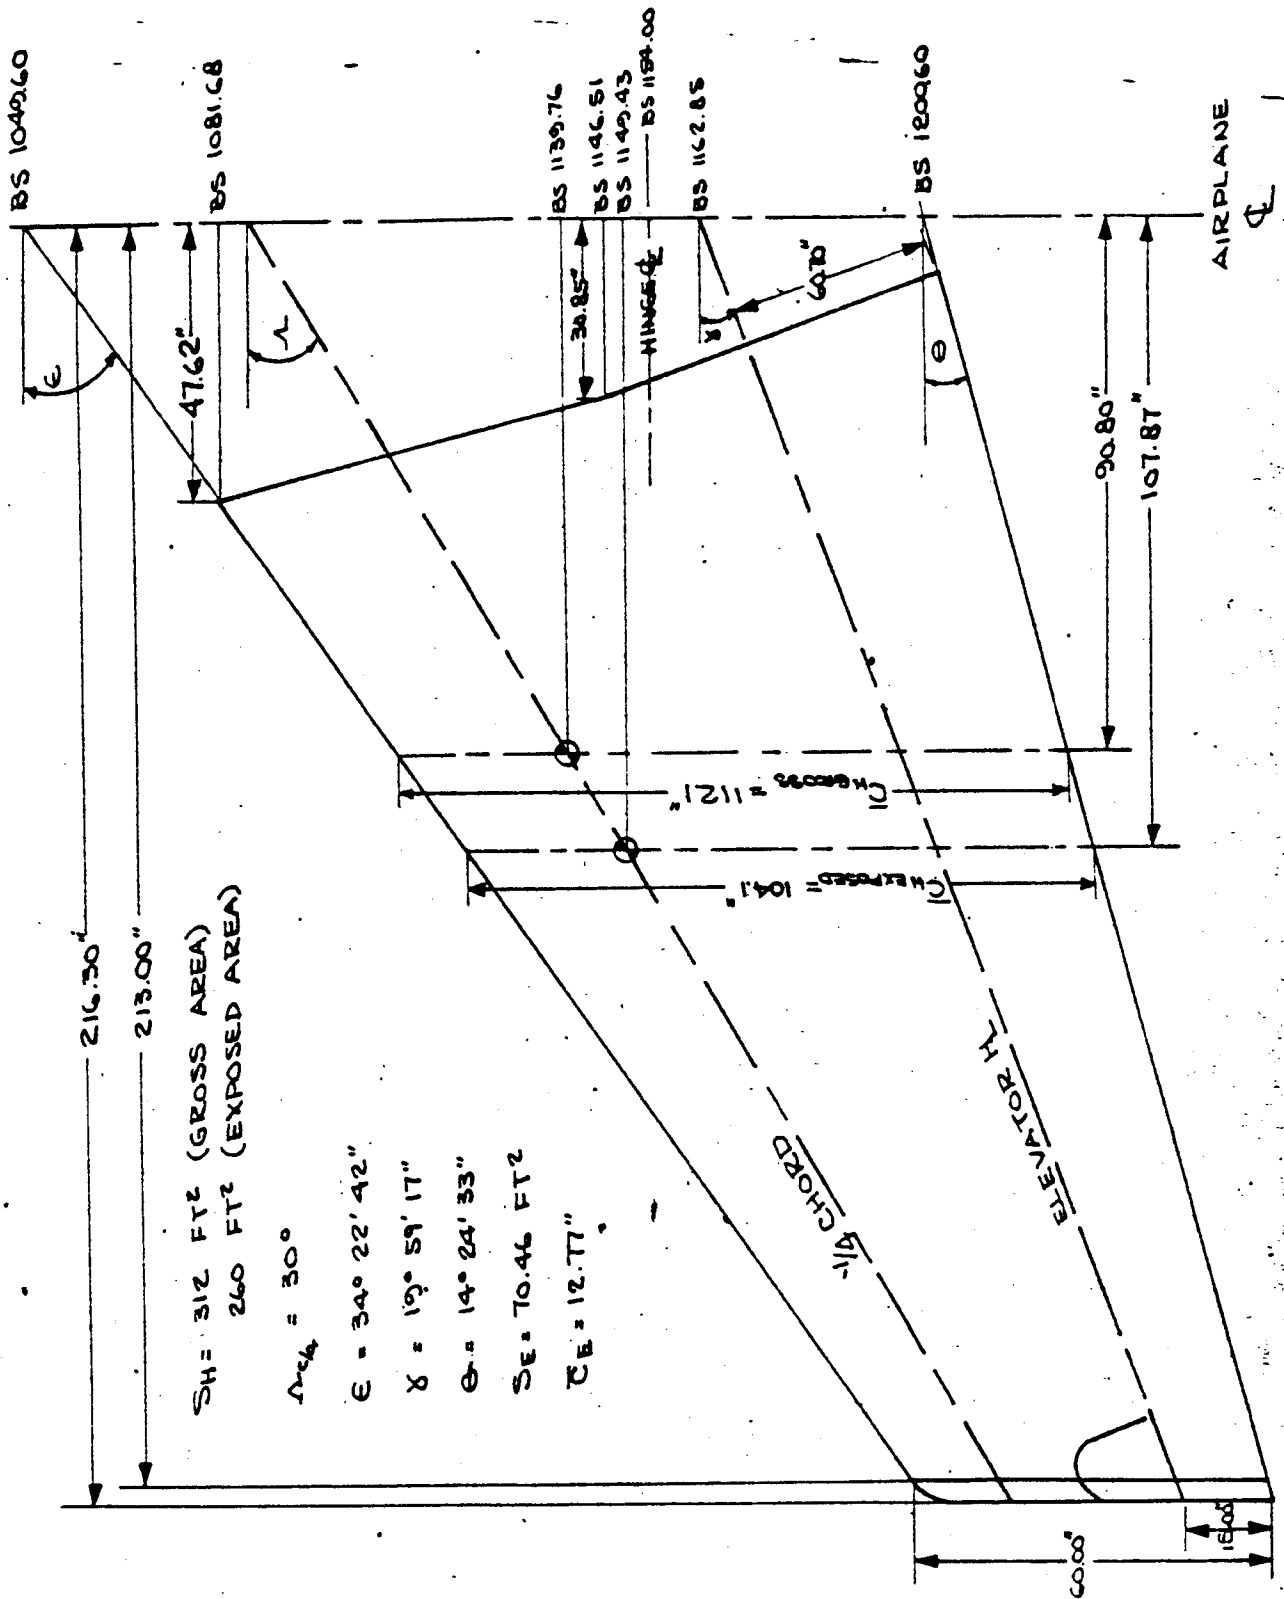 BS 1049.60
BS 1081.68
BS 1139.76
BS 1146.51
BS 1149.43
BS 1154.00
BS 1162.85
BS 1209.60
AIRPLANE
℄
216.30"
213.00"
47.62"
30.85"
HINGE ℄
60.70"
90.80"
107.87"
ϵ
Λ
γ
θ
C̄H GROSS = 112.1"
C̄H EXPOSED = 104.1"
SH = 312 FT² (GROSS AREA)
260 FT² (EXPOSED AREA)
Λc/4 = 30°
ϵ = 34° 22' 42"
γ = 19° 59' 17"
θ = 14° 24' 33"
SE = 70.46 FT²
C̄E = 12.77"
1/4 CHORD
ELEVATOR HL
60.00"
15.00"